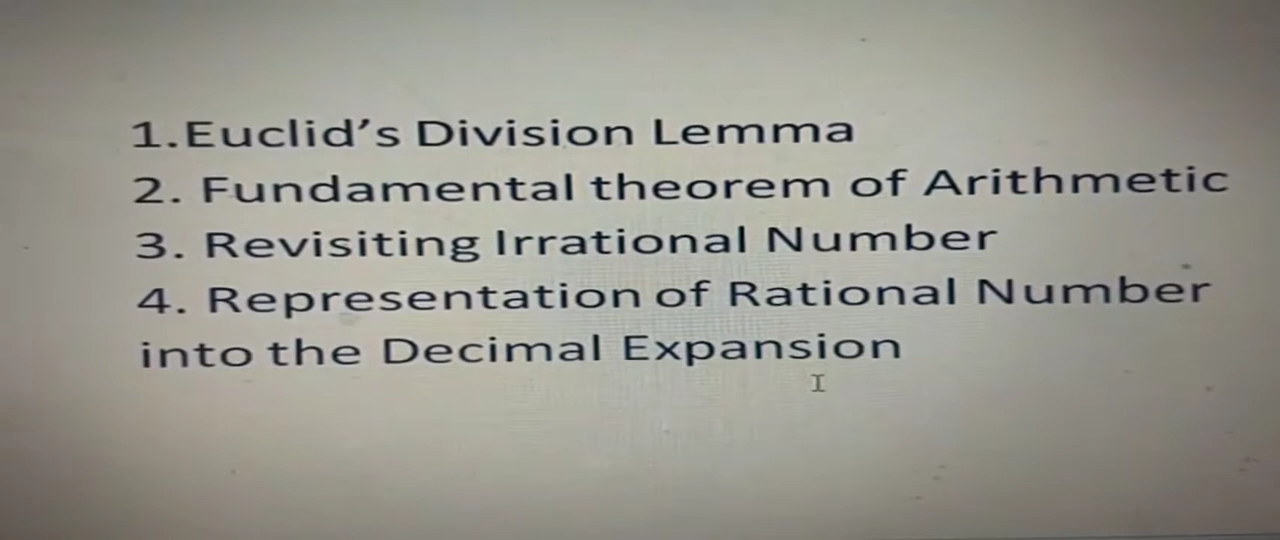 1.Euclid's Division Lemma
2. Fundamental theorem of Arithmetic
3. Revisiting Irrational Number
4. Representation of Rational Number
into the Decimal Expansion